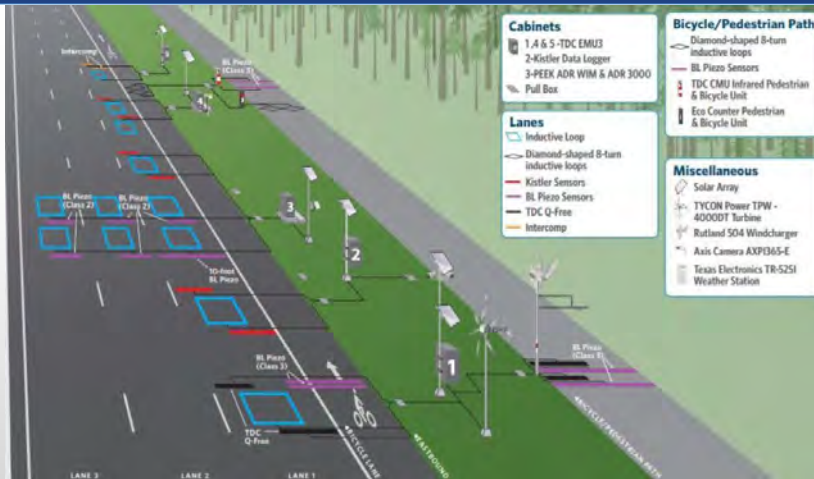 Cabinets
1,4 & 5 -TDC EMU3
2-Kistler Data Logger
3-PEEK ADR WIM & ADR 3000
Pull Box
Lanes
Inductive Loop
Diamond-shaped 8-turn
inductive loops
Kistler Sensors
BL Piezo Sensors
TDC Q-Free
Intercomp
Bicycle/Pedestrian Path
Diamond-shaped 8-turn
inductive loops
BL Piezo Sensors
TDC CMU Infrared Pedestrian
& Bicycle Unit
Eco Counter Pedestrian
& Bicycle Unit
Miscellaneous
Solar Array
TYCON Power TPW -
4000DT Turbine
Rutland 504 Windcharger
Axis Camera AXP1365-E
Texas Electronics TR-525I
Weather Station
Intercomp
BL Piezo
(Class 1)
4
3
BL Piezo
(Class 2)
BL Piezo
(Class 2)
2
10-foot
BL Piezo
BL Piezo
(Class 3)
1
BL Piezo
(Class 1)
TDC
Q-Free
BICYCLE LANE
EASTBOUND
BICYCLE/PEDESTRIAN PATH
LANE 3
LANE 2
LANE 1